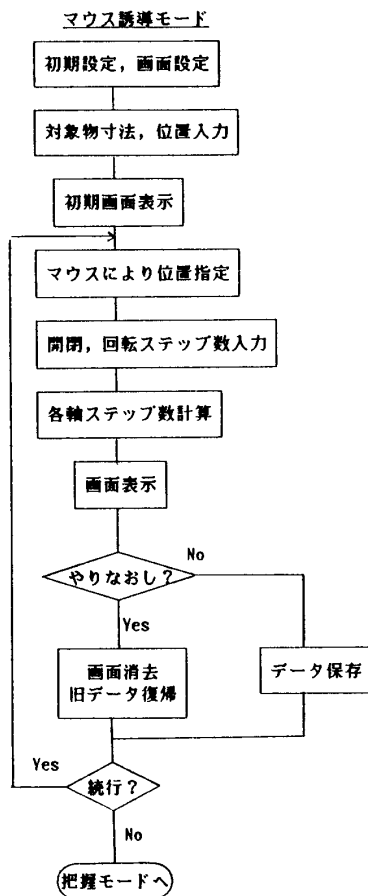 マウス誘導モード
初期設定，画面設定
対象物寸法，位置入力
初期画面表示
マウスにより位置指定
開閉，回転ステップ数入力
各軸ステップ数計算
画面表示
やりなおし？
No
Yes
画面消去
旧データ復帰
データ保存
Yes
続行？
No
把握モードへ